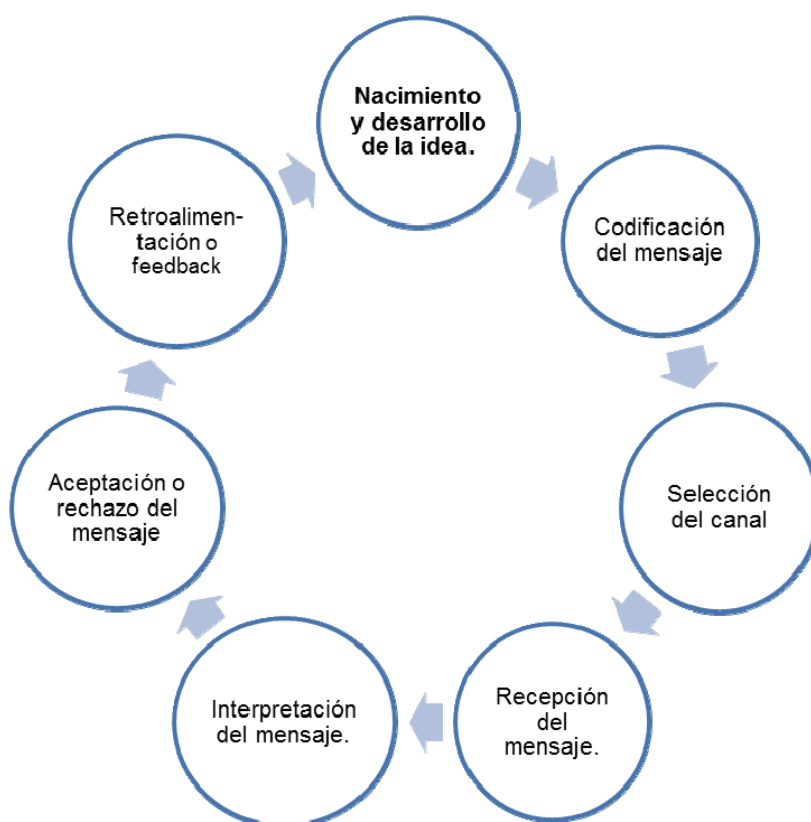 Nacimiento
y desarrollo
de la idea.
Codificación
del mensaje
Selección
del canal
Recepción
del
mensaje.
Interpretación
del mensaje.
Aceptación o
rechazo del
mensaje
Retroalimen-
tación o
feedback